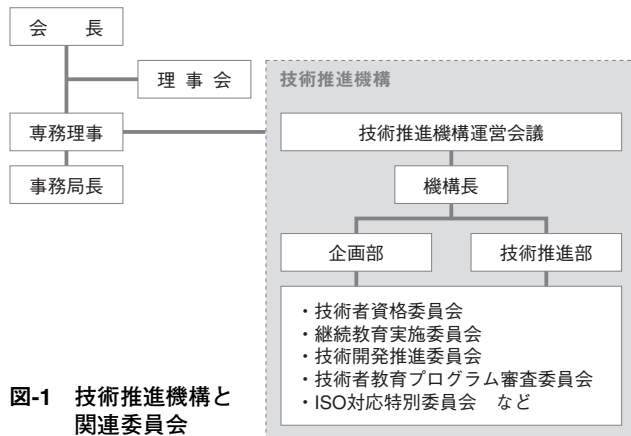 会　　長
理 事 会
専務理事
事務局長
技術推進機構
技術推進機構運営会議
機構長
企画部
技術推進部
・技術者資格委員会
・継続教育実施委員会
・技術開発推進委員会
・技術者教育プログラム審査委員会
・ISO対応特別委員会　など
図-1　技術推進機構と
関連委員会